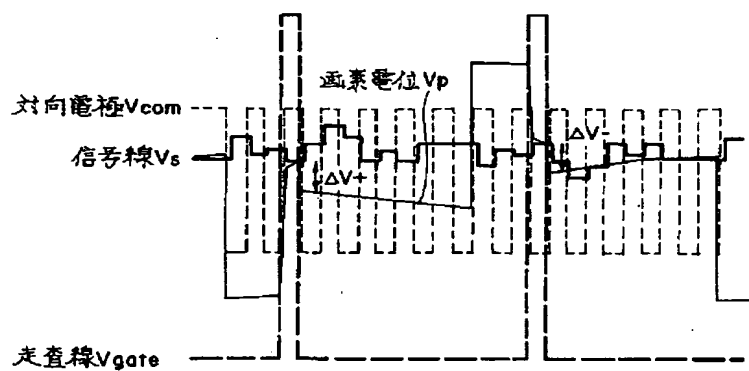 画素電位Vp
対向電極Vcom
信号線Vs
ΔV+
ΔV-
走査線Vgate